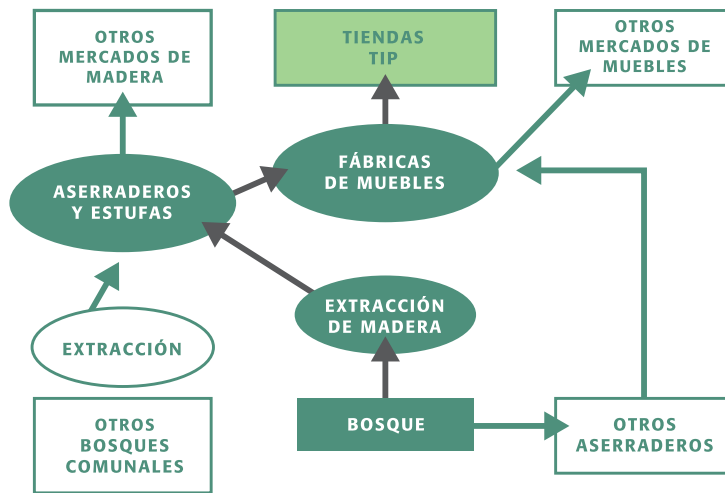 OTROS
MERCADOS DE
MADERA
TIENDAS
TIP
OTROS
MERCADOS DE
MUEBLES
ASERRADEROS
Y ESTUFAS
FÁBRICAS
DE MUEBLES
EXTRACCIÓN
DE MADERA
EXTRACCIÓN
OTROS
BOSQUES
COMUNALES
BOSQUE
OTROS
ASERRADEROS